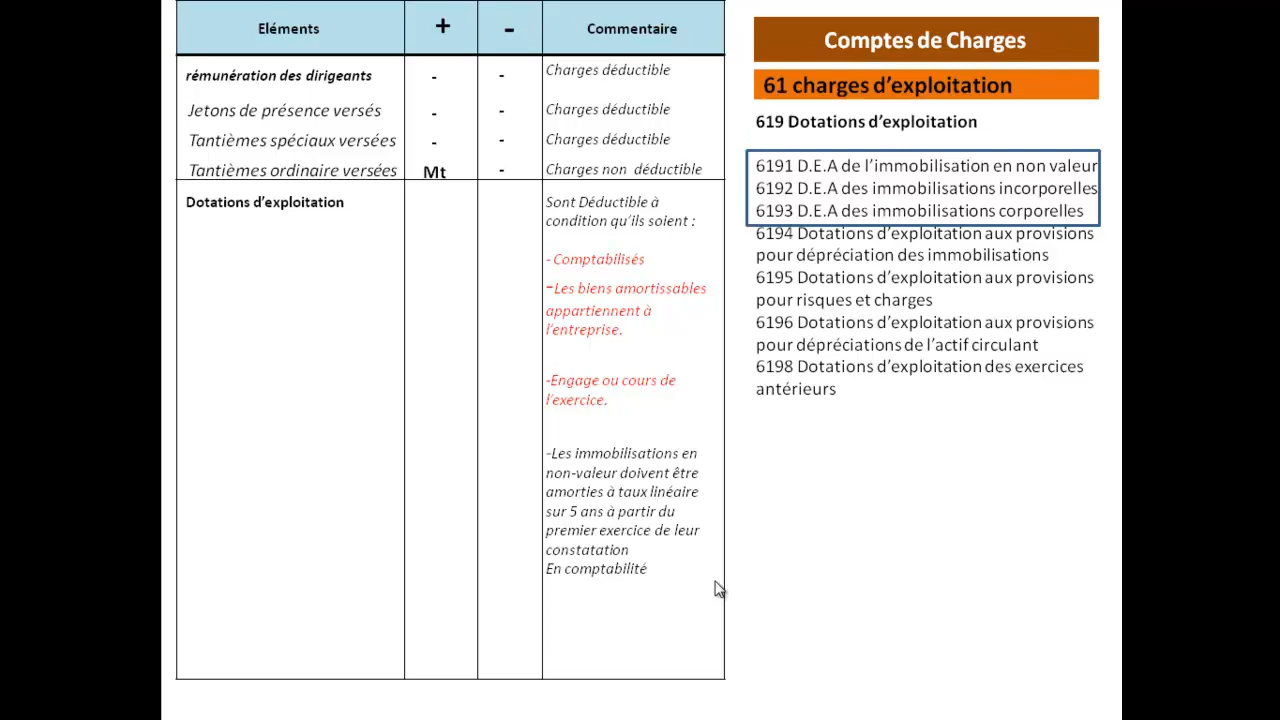 Eléments + - Commentaire
rémunération des dirigeants - - Charges déductible
Jetons de présence versés - - Charges déductible
Tantièmes spéciaux versées - - Charges déductible
Tantièmes ordinaire versées Mt - Charges non déductible
Dotations d’exploitation
Sont Déductible à
condition qu’ils soient :
- Comptabilisés
-Les biens amortissables
appartiennent à
l’entreprise.
-Engage ou cours de
l’exercice.
-Les immobilisations en
non-valeur doivent être
amorties à taux linéaire
sur 5 ans à partir du
premier exercice de leur
constatation
En comptabilité
Comptes de Charges
61 charges d’exploitation
619 Dotations d’exploitation
6191 D.E.A de l’immobilisation en non valeur
6192 D.E.A des immobilisations incorporelles
6193 D.E.A des immobilisations corporelles
6194 Dotations d’exploitation aux provisions
pour dépréciation des immobilisations
6195 Dotations d’exploitation aux provisions
pour risques et charges
6196 Dotations d’exploitation aux provisions
pour dépréciations de l’actif circulant
6198 Dotations d’exploitation des exercices
antérieurs